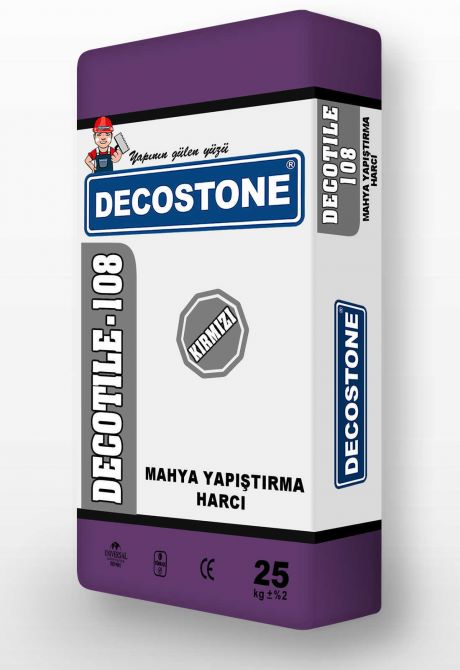 Yapının gülen yüzü
DECOSTONE®
DECOTILE - 108
KIRMIZI
MAHYA YAPIŞTIRMA
HARCI
UNIVERSAL
CE
25
kg ±%2
DECOTILE
108
MAHYA YAPIŞTIRMA
HARCI
DECOSTONE®